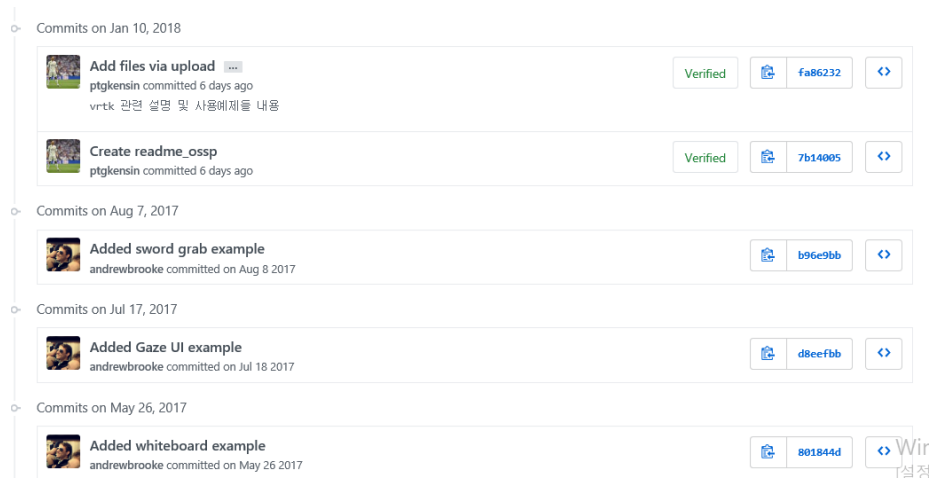 Commits on Jan 10, 2018
Add files via upload ...
Verified
fa86232
ptgkensin committed 6 days ago
vrtk 관련 설명 및 사용예제들 내용
Create readme_ossp
Verified
7b14005
ptgkensin committed 6 days ago
Commits on Aug 7, 2017
Added sword grab example
b96e9bb
andrewbrooke committed on Aug 8 2017
Commits on Jul 17, 2017
Added Gaze UI example
d8eefbb
andrewbrooke committed on Jul 18 2017
Commits on May 26, 2017
Added whiteboard example
801844d
andrewbrooke committed on May 26 2017
Win
[설정